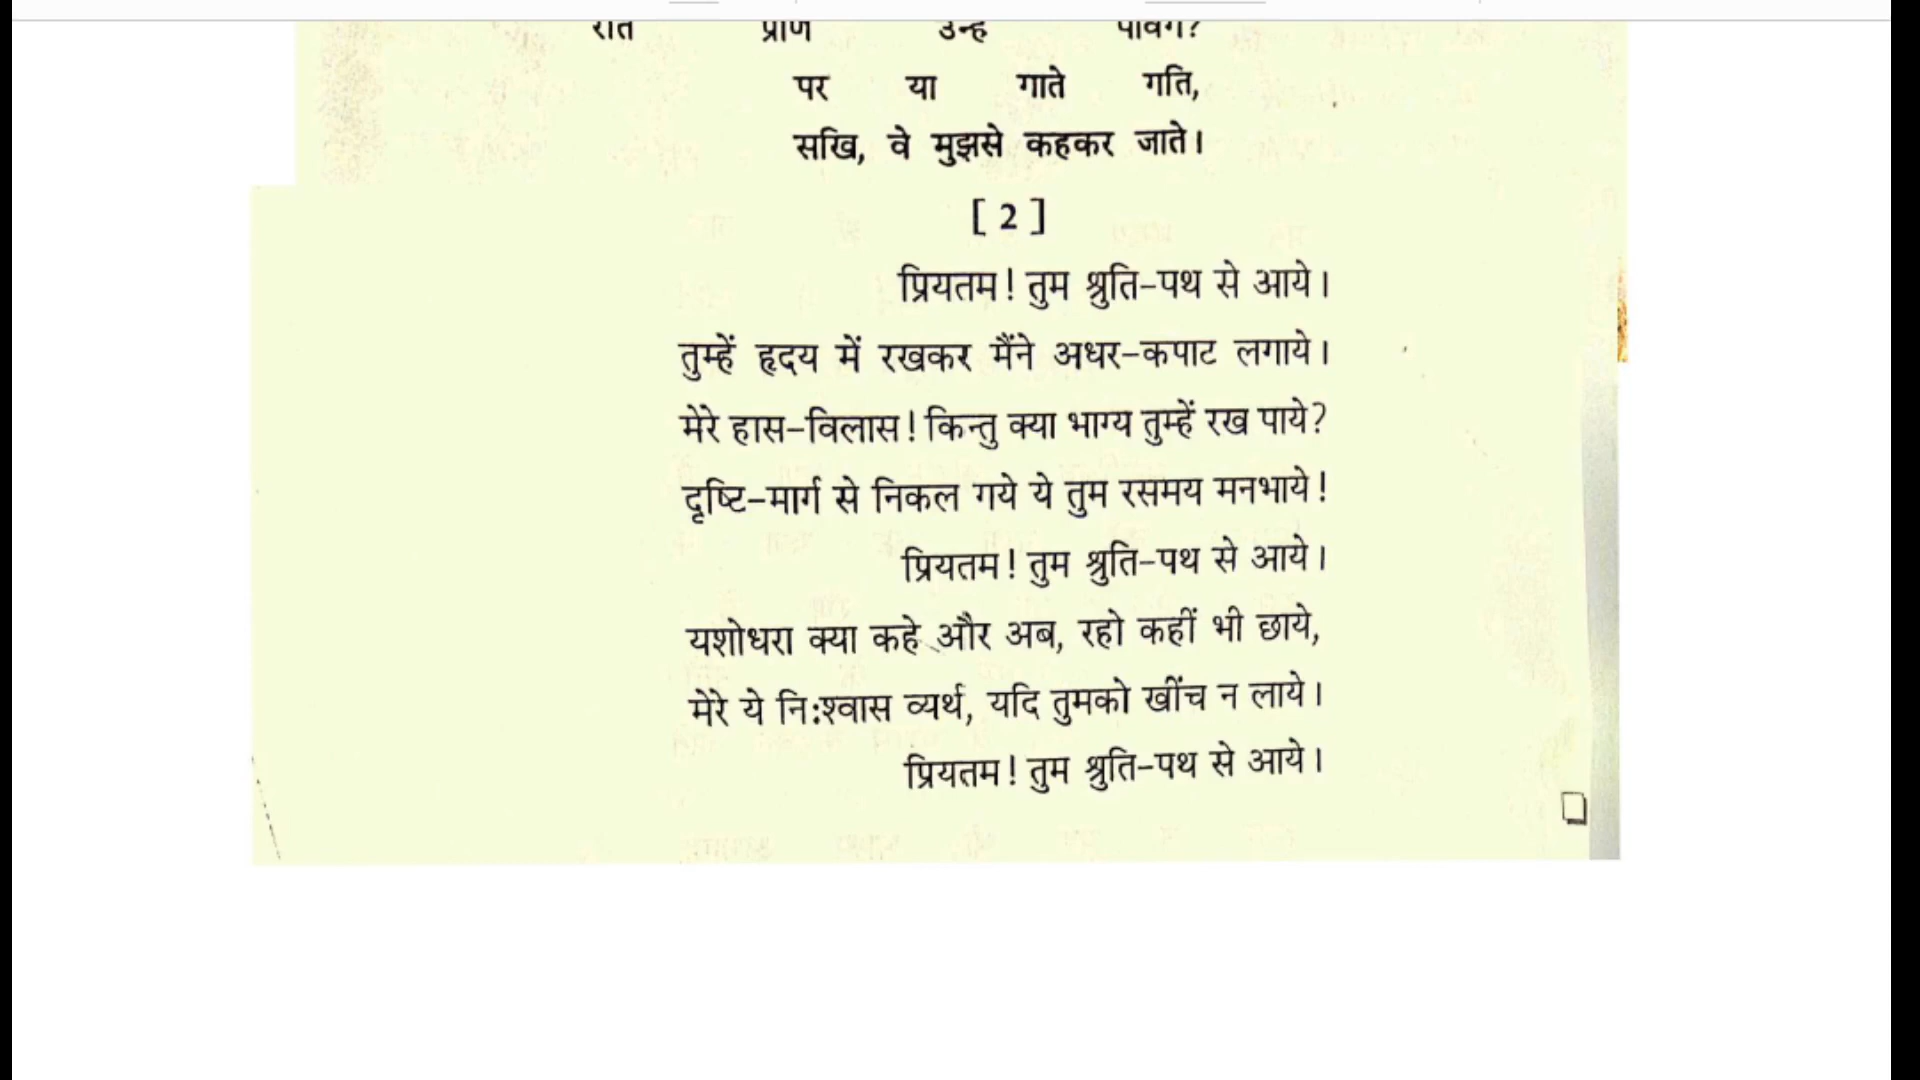 प्राण
पर या गाते गति,
सखि, वे मुझसे कहकर जाते।
[ 2 ]
प्रियतम! तुम श्रुति-पथ से आये।
तुम्हें हृदय में रखकर मैंने अधर-कपाट लगाये।
मेरे हास-विलास! किन्तु क्या भाग्य तुम्हें रख पाये?
दृष्टि-मार्ग से निकल गये ये तुम रसमय मनभाये!
प्रियतम! तुम श्रुति-पथ से आये।
यशोधरा क्या कहे और अब, रहो कहीं भी छाये,
मेरे ये नि:श्वास व्यर्थ, यदि तुमको खींच न लाये।
प्रियतम! तुम श्रुति-पथ से आये।